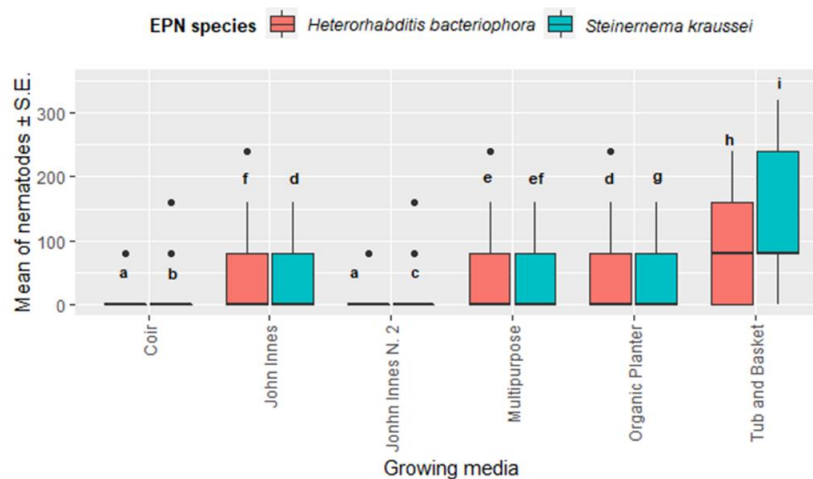 EPN species Heterorhabditis bacteriophora Steinernema kraussei
Mean of nematodes ± S.E.
300
200
100
0
a b f d a c e ef d g h i
Coir
John Innes
Jonhn Innes N. 2
Multipurpose
Organic Planter
Tub and Basket
Growing media